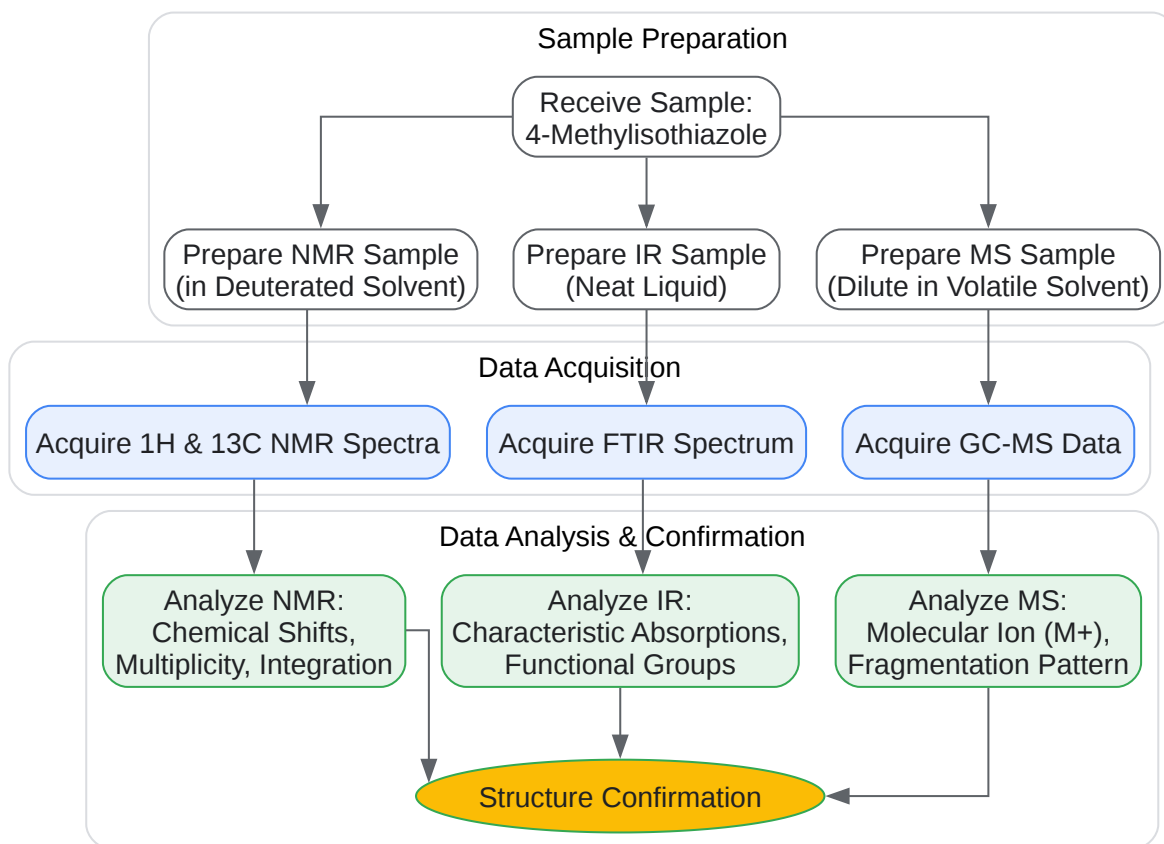 Sample Preparation
Receive Sample:
4-Methylisothiazole
Prepare NMR Sample
(in Deuterated Solvent)
Prepare IR Sample
(Neat Liquid)
Prepare MS Sample
(Dilute in Volatile Solvent)
Data Acquisition
Acquire 1H & 13C NMR Spectra
Acquire FTIR Spectrum
Acquire GC-MS Data
Data Analysis & Confirmation
Analyze NMR:
Chemical Shifts,
Multiplicity, Integration
Analyze IR:
Characteristic Absorptions,
Functional Groups
Analyze MS:
Molecular Ion (M+),
Fragmentation Pattern
Structure Confirmation